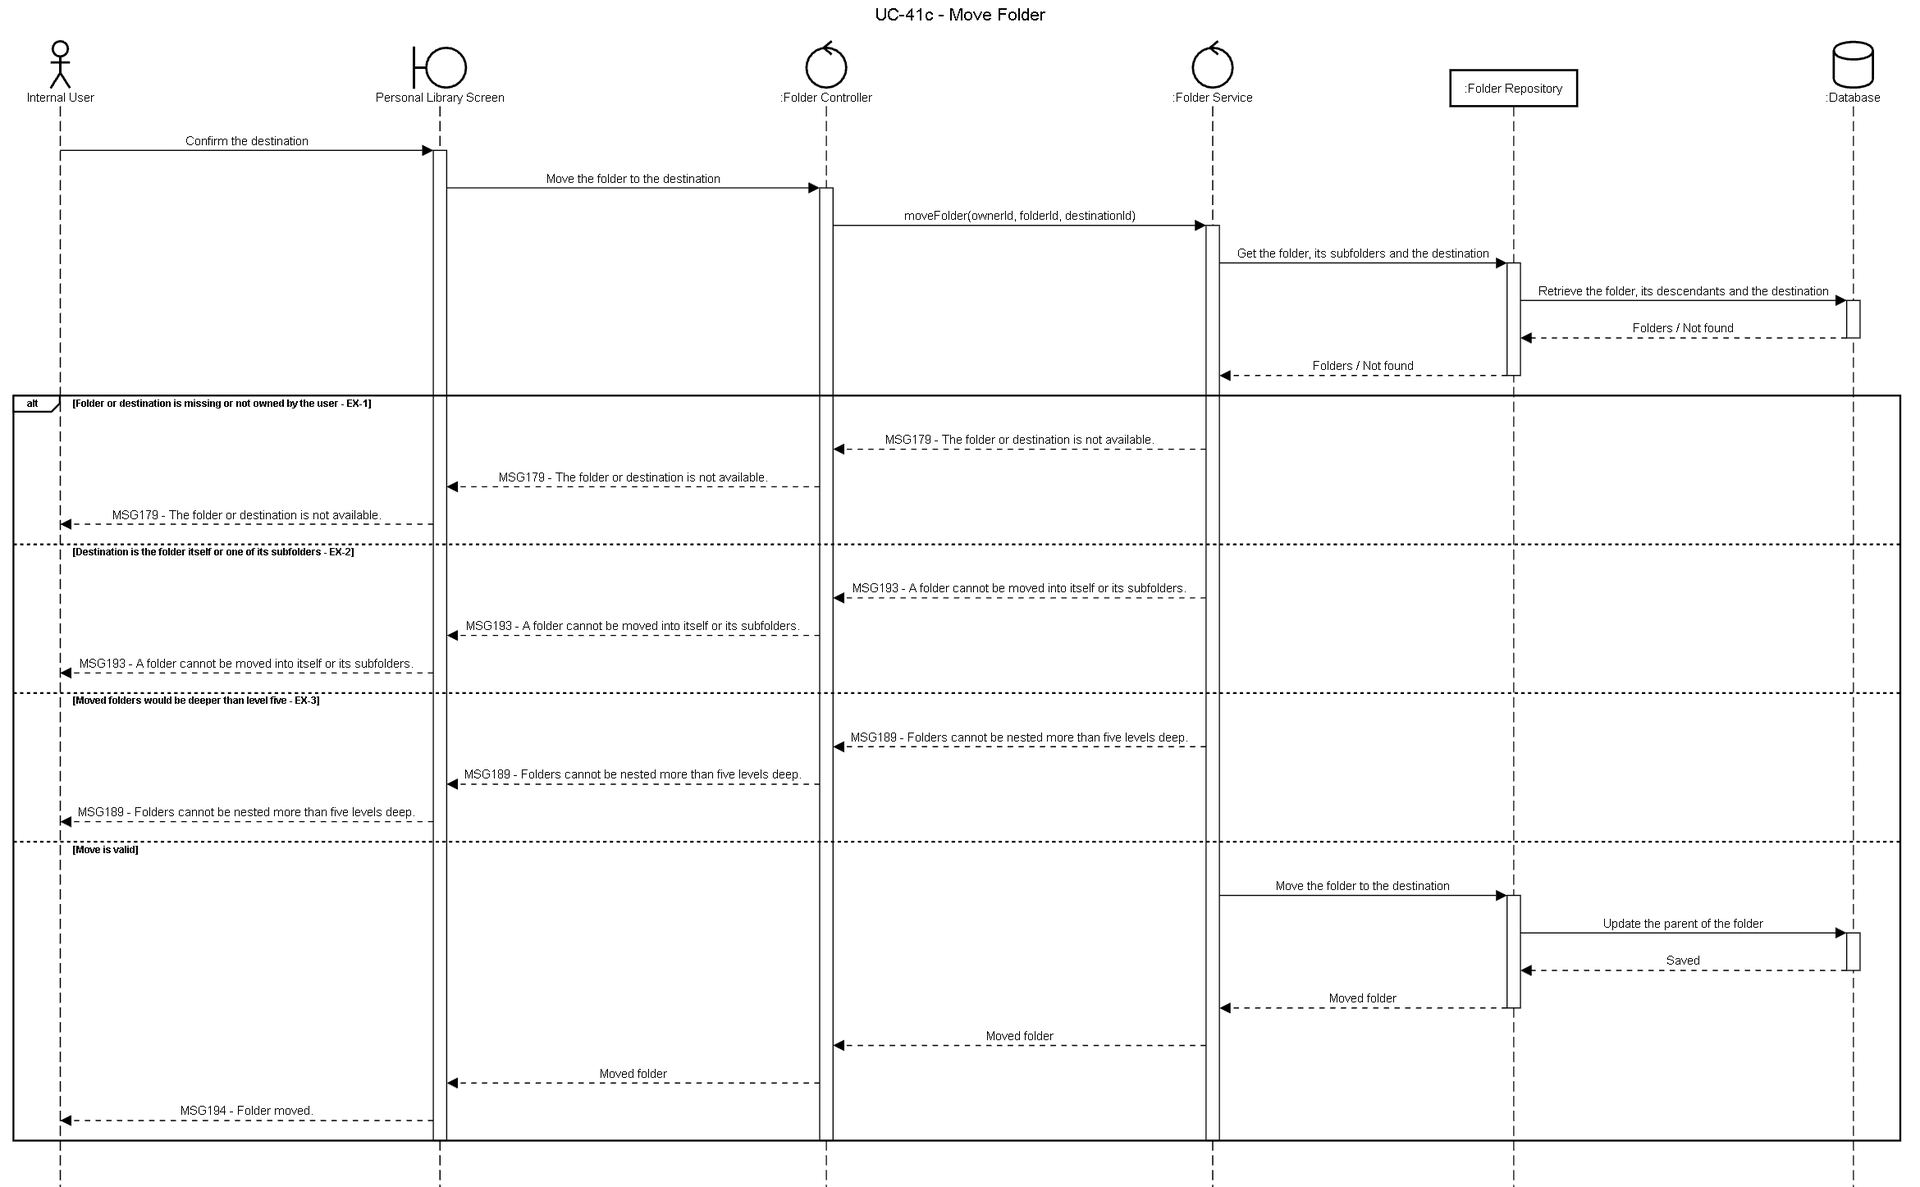 UC-41c - Move Folder
Internal User
Personal Library Screen
:Folder Controller
:Folder Service
:Folder Repository
:Database
Confirm the destination
Move the folder to the destination
moveFolder(ownerId, folderId, destinationId)
Get the folder, its subfolders and the destination
Retrieve the folder, its descendants and the destination
Folders / Not found
Folders / Not found
alt
[Folder or destination is missing or not owned by the user - EX-1]
MSG179 - The folder or destination is not available.
MSG179 - The folder or destination is not available.
MSG179 - The folder or destination is not available.
[Destination is the folder itself or one of its subfolders - EX-2]
MSG193 - A folder cannot be moved into itself or its subfolders.
MSG193 - A folder cannot be moved into itself or its subfolders.
MSG193 - A folder cannot be moved into itself or its subfolders.
[Moved folders would be deeper than level five - EX-3]
MSG189 - Folders cannot be nested more than five levels deep.
MSG189 - Folders cannot be nested more than five levels deep.
MSG189 - Folders cannot be nested more than five levels deep.
[Move is valid]
Move the folder to the destination
Update the parent of the folder
Saved
Moved folder
Moved folder
Moved folder
MSG194 - Folder moved.